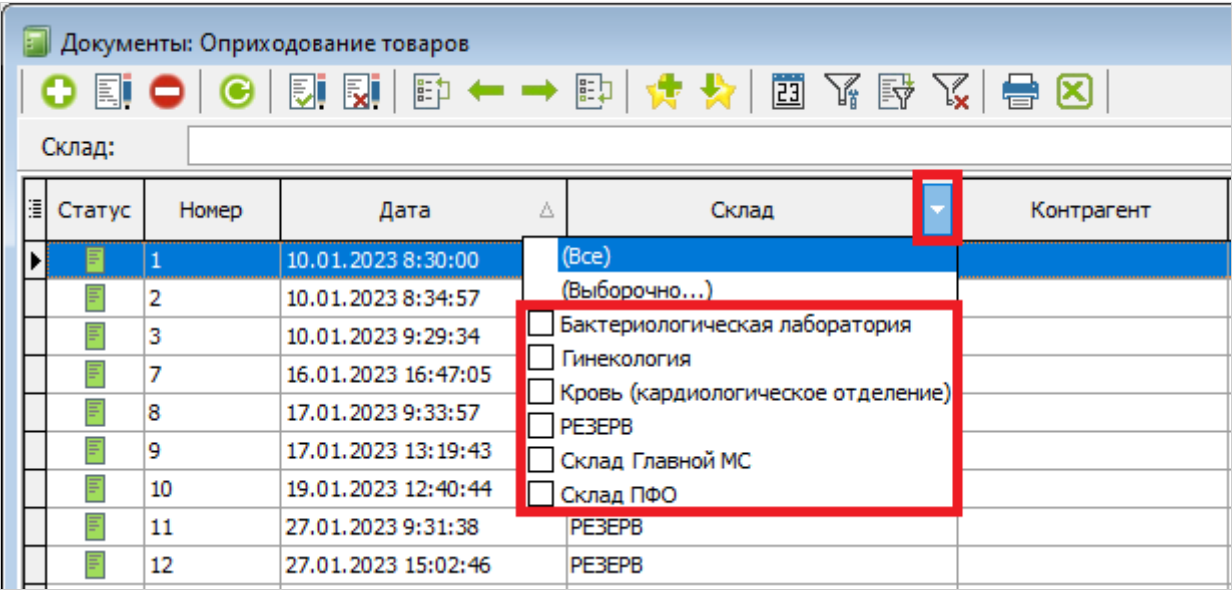 Документы: Оприходование товаров
23
Склад:
Статус Номер Дата Склад Контрагент
1 10.01.2023 8:30:00 (Все)
2 10.01.2023 8:34:57 (Выборочно...)
3 10.01.2023 9:29:34 Бактериологическая лаборатория
7 16.01.2023 16:47:05 Гинекология
8 17.01.2023 9:33:57 Кровь (кардиологическое отделение)
9 17.01.2023 13:19:43 РЕЗЕРВ
10 19.01.2023 12:40:44 Склад Главной МС
Склад ПФО
11 27.01.2023 9:31:38 РЕЗЕРВ
12 27.01.2023 15:02:46 РЕЗЕРВ